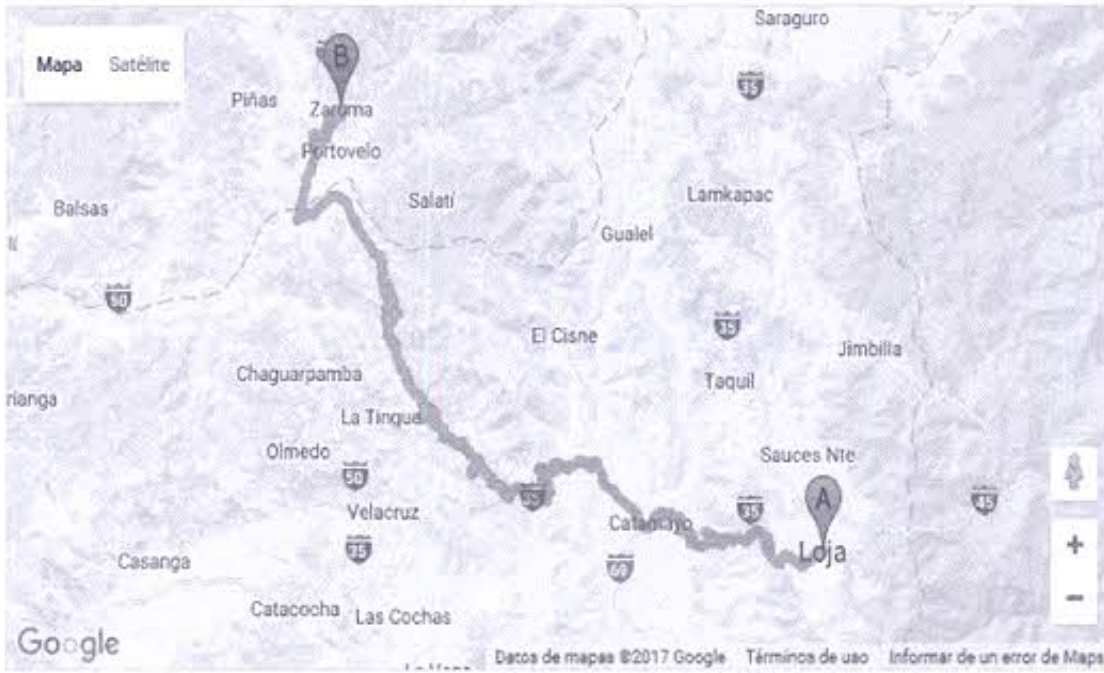 Saraguro
Mapa Satélite
B
35
Piñas
Zaruma
Portovelo
Balsas
Salatí
Lamkapac
Gualel
50
35
El Cisne
Jimbilla
Chaguarpamba
Taquil
rianga
La Tingue
Olmedo
Sauces Nte
50
A
35
35
45
Velacruz
Catamayo
35
Loja
Casanga
Catacocha
Las Cochas
Google
Datos de mapas ©2017 Google Términos de uso Informar de un error de Maps
+
−